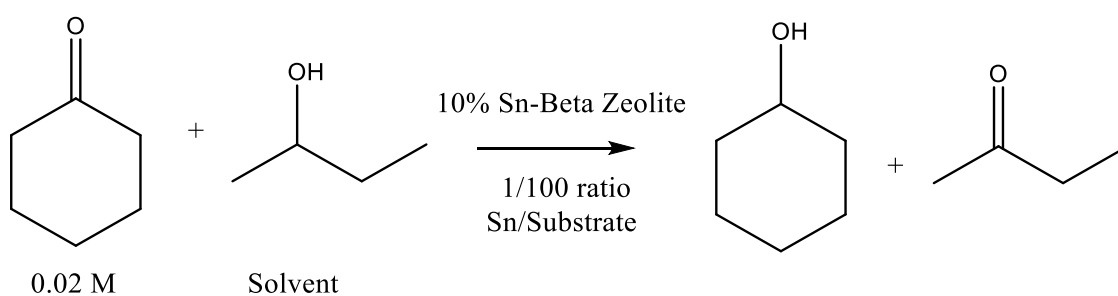 O
OH
+
10% Sn-Beta Zeolite
1/100 ratio
Sn/Substrate
OH
+
O
0.02 M
Solvent